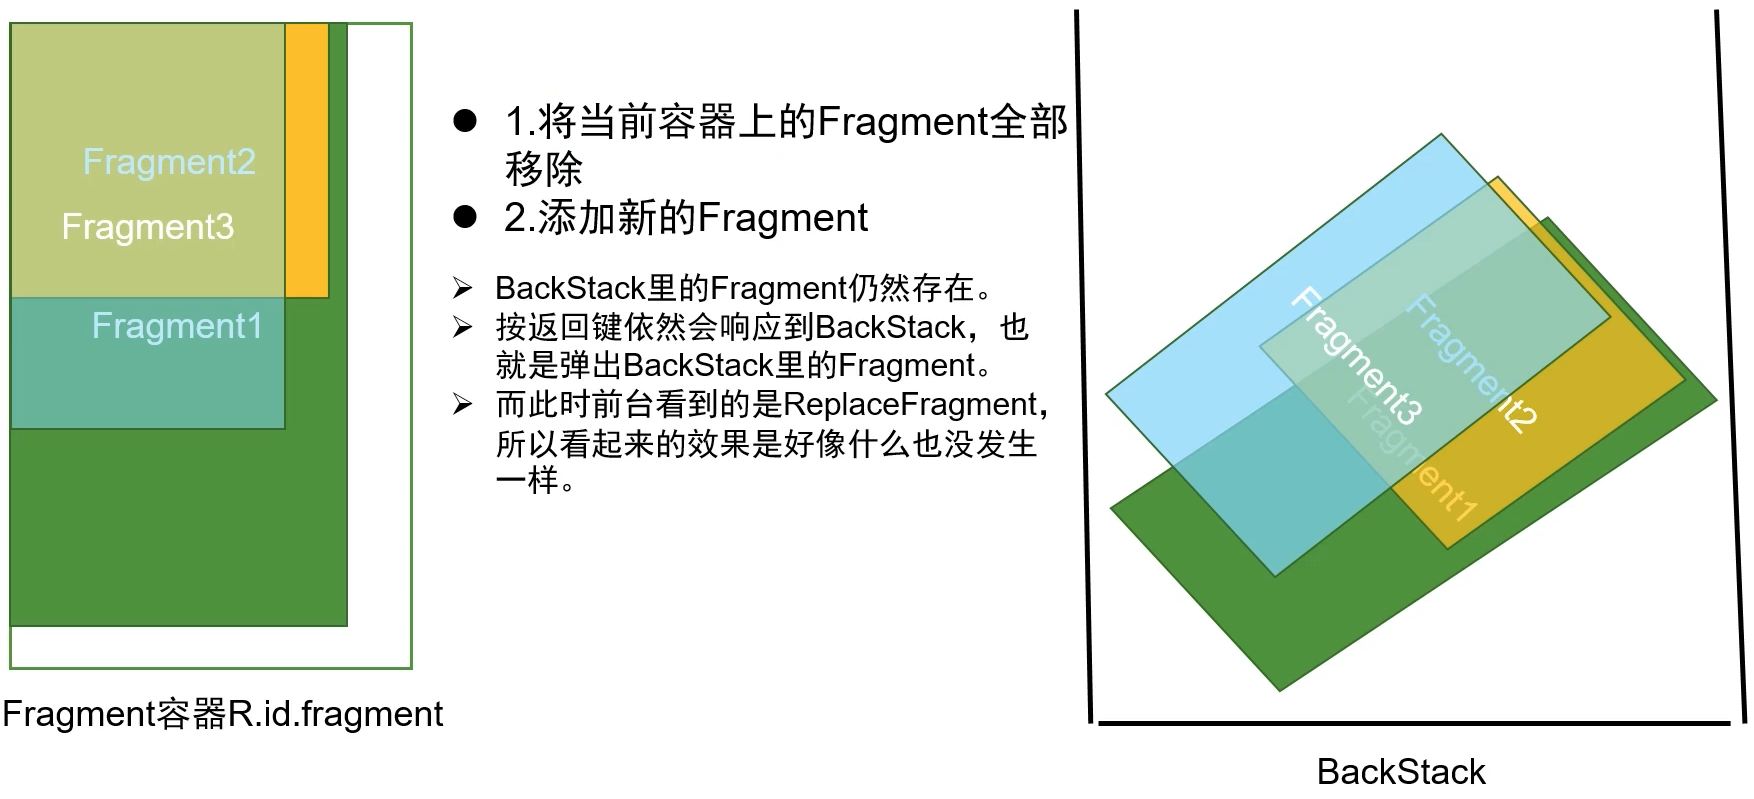 Fragment2
Fragment3
Fragment1
Fragment容器R.id.fragment
● 1.将当前容器上的Fragment全部
移除
● 2.添加新的Fragment
➢ BackStack里的Fragment仍然存在。
➢ 按返回键依然会响应到BackStack，也
就是弹出BackStack里的Fragment。
➢ 而此时前台看到的是ReplaceFragment，
所以看起来的效果是好像什么也没发生
一样。
Fragment3
Fragment2
Fragment1
BackStack